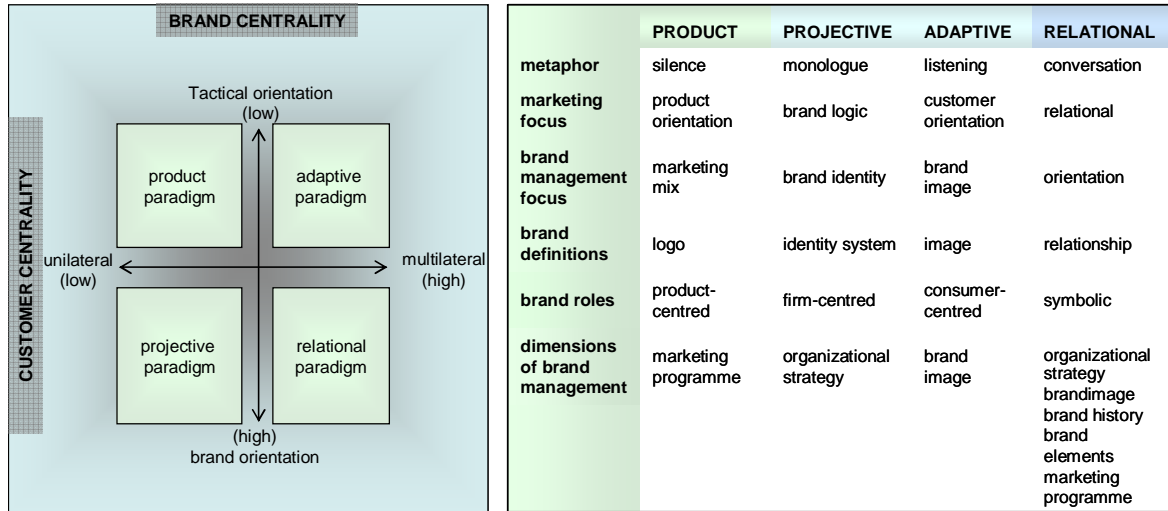 BRAND CENTRALITY
CUSTOMER CENTRALITY
Tactical orientation
(low)
product
paradigm
adaptive
paradigm
unilateral
(low)
multilateral
(high)
projective
paradigm
relational
paradigm
(high)
brand orientation
PRODUCT PROJECTIVE ADAPTIVE RELATIONAL
metaphor silence monologue listening conversation
marketing
focus
product
orientation
brand logic
customer
orientation
relational
brand
management
focus
marketing
mix
brand identity
brand
image
orientation
brand
definitions
logo
identity system
image
relationship
brand roles
product-
centred
firm-centred
consumer-
centred
symbolic
dimensions
of brand
management
marketing
programme
organizational
strategy
brand
image
organizational
strategy
brandimage
brand history
brand
elements
marketing
programme